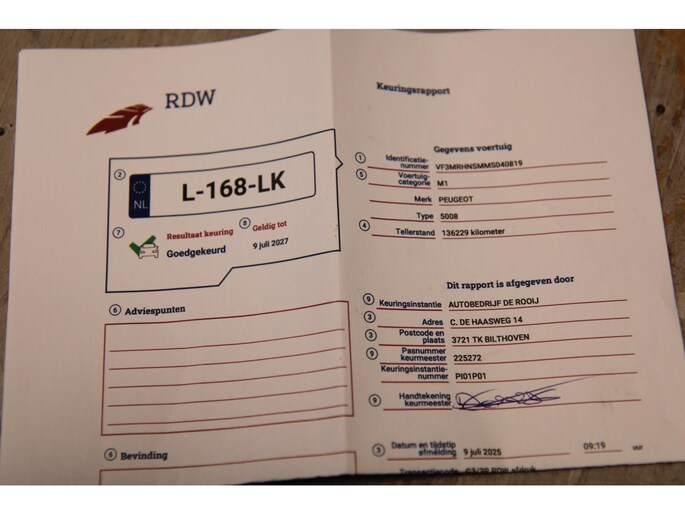 RDW
Keuringsrapport
2
NL
L-168-LK
7
Resultaat keuring
Goedgekeurd
8
Geldig tot
9 juli 2027
6 Adviespunten
6 Bevinding
Gegevens voertuig
1 Identificatie-
nummer VF3MRHNSMMS040819
5 Voertuig-
categorie M1
Merk PEUGEOT
Type 5008
4 Tellerstand 136229 kilometer
Dit rapport is afgegeven door
9 Keuringsinstantie AUTOBEDRIJF DE ROOIJ
3 Adres C. DE HAASWEG 14
3 Postcode en
plaats 3721 TK BILTHOVEN
9 Pasnummer
keurmeester 225272
Keuringsinstantie-
nummer PI01P01
9 Handtekening
keurmeester
3 Datum en tijdstip
afmelding 9 juli 2025 09:19 uur